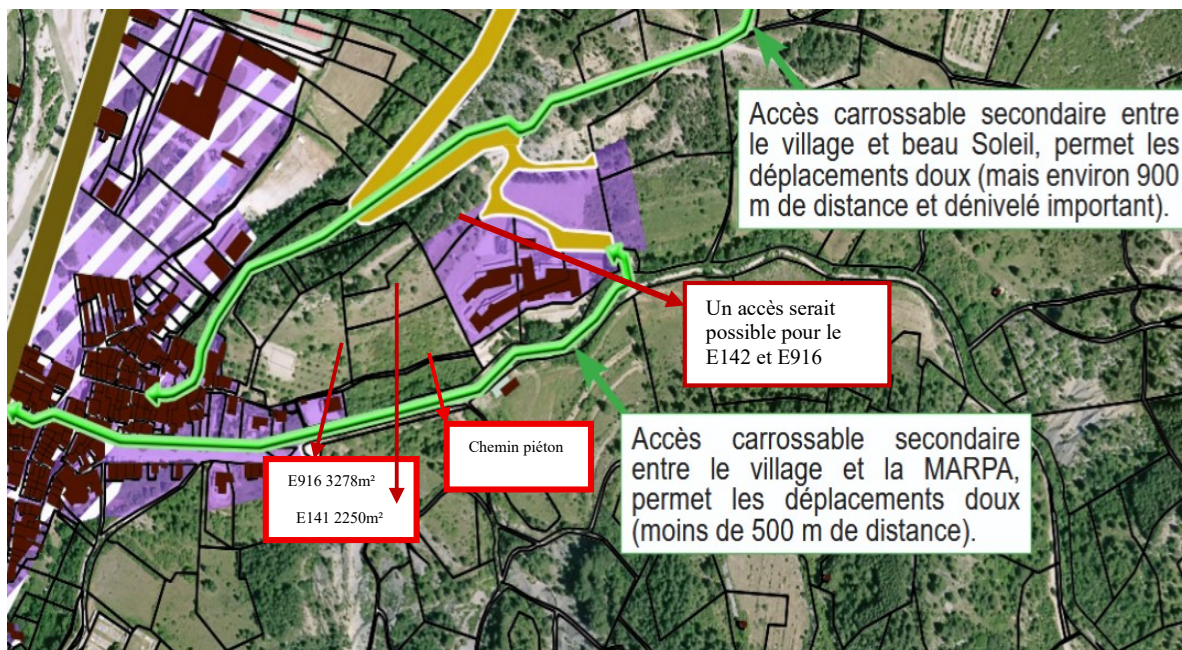 Accès carrossable secondaire entre
le village et beau Soleil, permet les
déplacements doux (mais environ 900
m de distance et dénivelé important).
Un accès serait
possible pour le
E142 et E916
Chemin piéton
E916 3278m²
E141 2250m²
Accès carrossable secondaire
entre le village et la MARPA,
permet les déplacements doux
(moins de 500 m de distance).